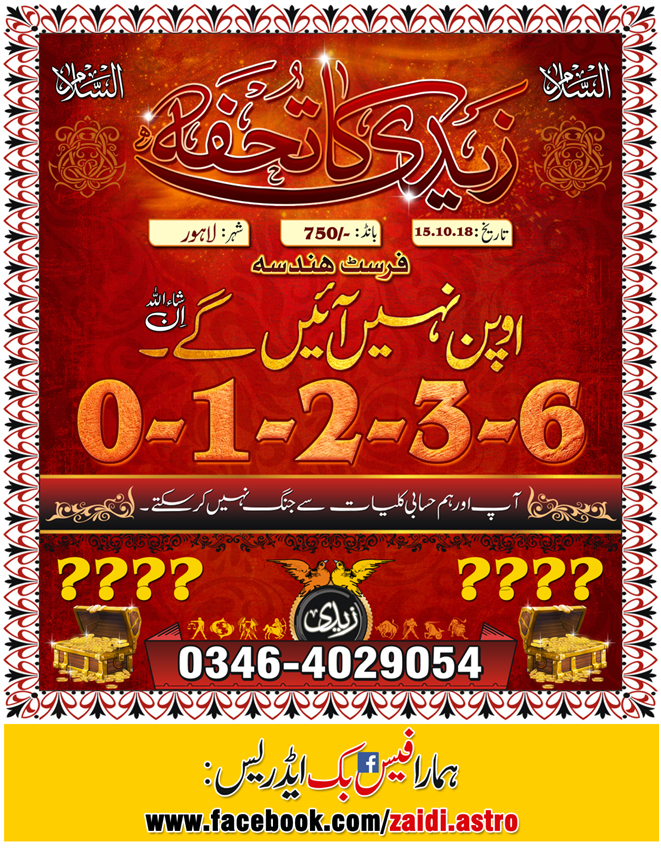 السلام السلام
زیدی کا تحفہ
تاریخ: 15.10.18 بانڈ: 750/- شہر: لاہور
فرسٹ ھندسہ
اوپن نہیں آئیں گے۔ ان شاء اللہ
0-1-2-3-6
آپ اور ہم حسابی کلیات سے جنگ نہیں کر سکتے۔
???? ????
زیدی
0346-4029054
ہمارا فیس بک ایڈریس:
www.facebook.com/zaidi.astro